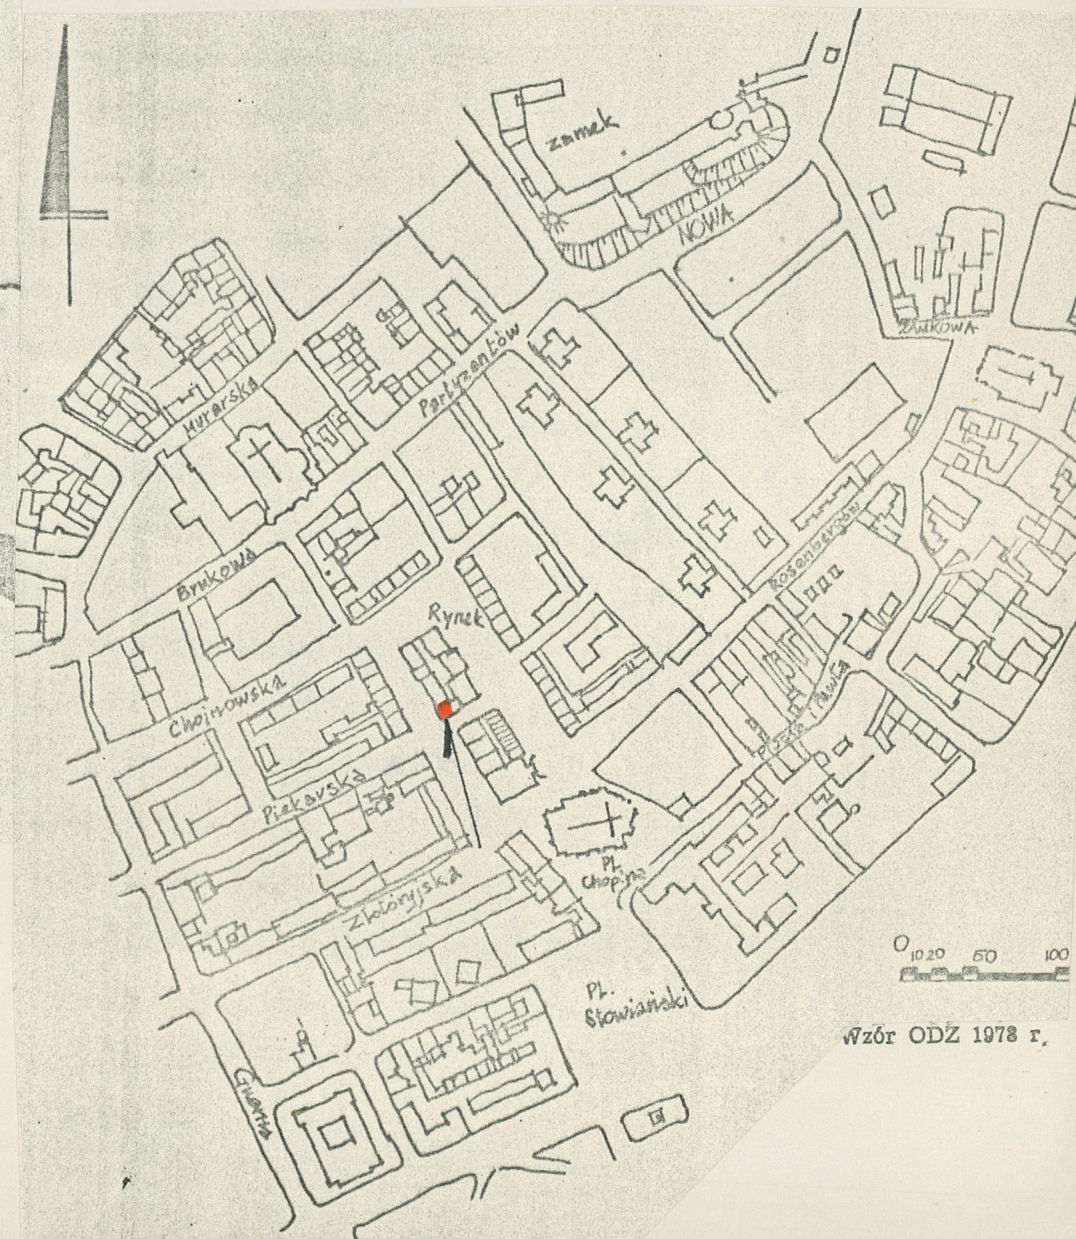 zamek
NOWA
ZAMKOWA
Partyzantów
Murarska
Rosenbergów
Brukowa
Rynek
Chojnowska
Piekarska
Pl.
Chopina
Złotoryjska
0 10 20 50 100
Pl.
Słowiański
Wzór ODZ 1978 r.